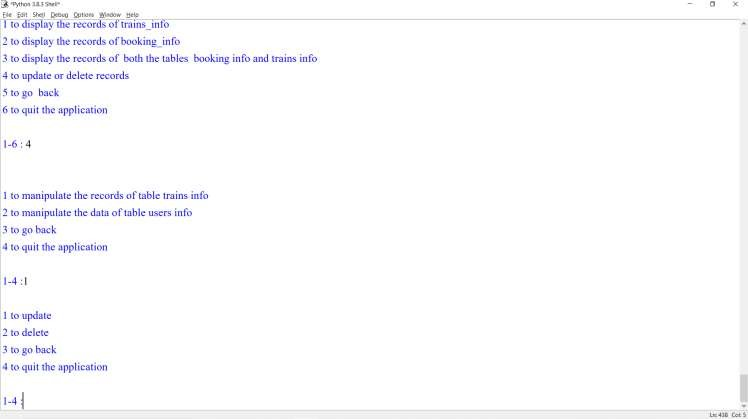 *Python 3.8.3 Shell*
File Edit Shell Debug Options Window Help
1 to display the records of trains_info
2 to display the records of booking_info
3 to display the records of  both the tables  booking info and trains info
4 to update or delete records
5 to go  back
6 to quit the application
1-6 : 4
1 to manipulate the records of table trains info
2 to manipulate the data of table users info
3 to go back
4 to quit the application
1-4 :1
1 to update
2 to delete
3 to go back
4 to quit the application
1-4 :
Ln: 438 Col: 5